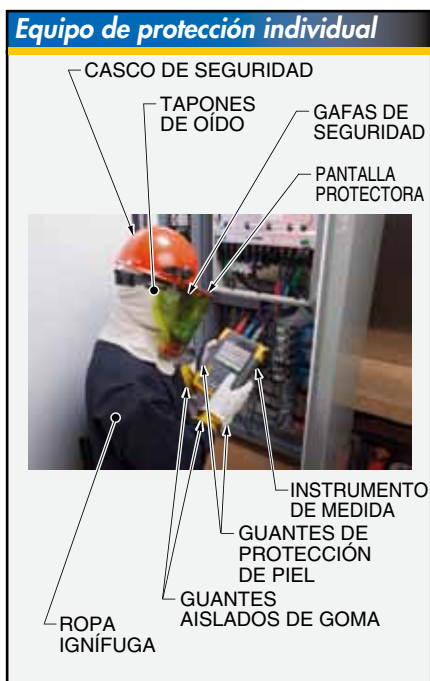 Equipo de protección individual
CASCO DE SEGURIDAD
TAPONES
DE OÍDO
GAFAS DE
SEGURIDAD
PANTALLA
PROTECTORA
INSTRUMENTO
DE MEDIDA
GUANTES DE
PROTECCIÓN
DE PIEL
GUANTES
AISLADOS DE GOMA
ROPA
IGNÍFUGA